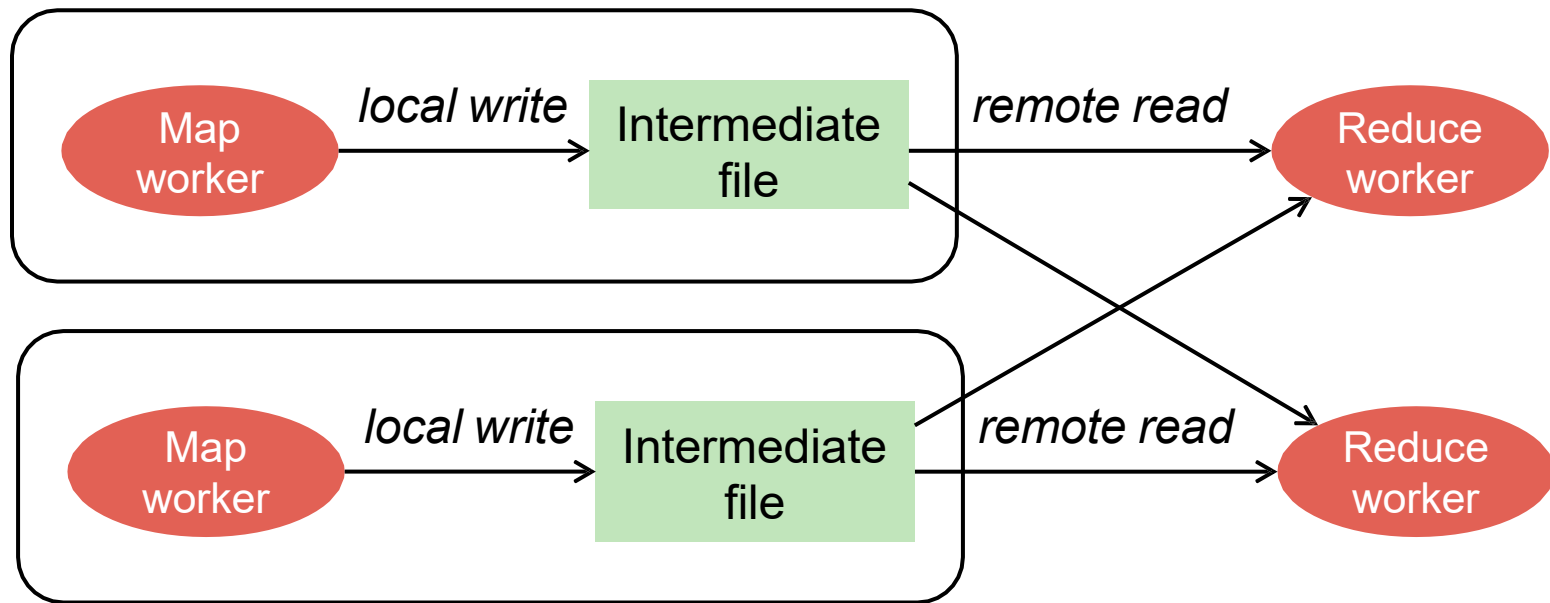 Map
worker
local write
Intermediate
file
remote read
Reduce
worker
Map
worker
local write
Intermediate
file
remote read
Reduce
worker